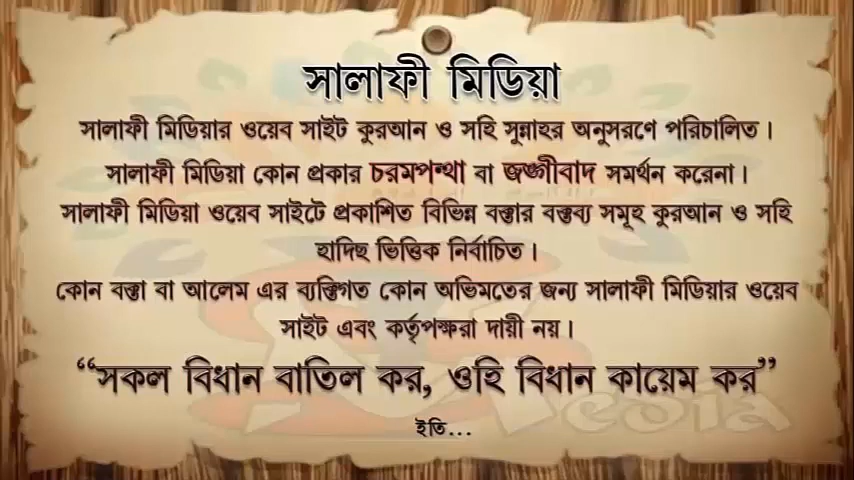 সালাফী মিডিয়া
সালাফী মিডিয়ার ওয়েব সাইট কুরআন ও সহি সুন্নাহর অনুসরণে পরিচালিত।
সালাফী মিডিয়া কোন প্রকার চরমপন্থা বা জঙ্গীবাদ সমর্থন করেনা।
সালাফী মিডিয়া ওয়েব সাইটে প্রকাশিত বিভিন্ন বক্তার বক্তব্য সমূহ কুরআন ও সহি
হাদিছ ভিত্তিক নির্বাচিত।
কোন বক্তা বা আলেম এর ব্যক্তিগত কোন অভিমতের জন্য সালাফী মিডিয়ার ওয়েব
সাইট এবং কর্তৃপক্ষরা দায়ী নয়।
“সকল বিধান বাতিল কর, ওহি বিধান কায়েম কর”
ইতি...